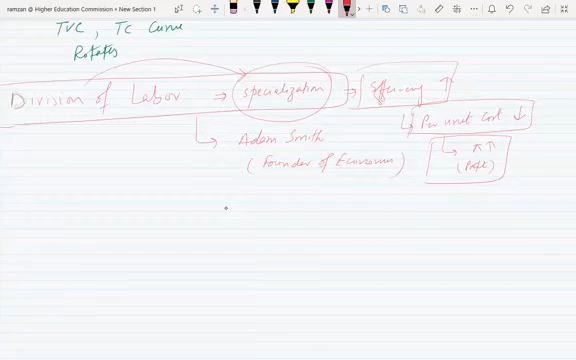 ramzan @ Higher Education Commission » New Section 1
TVC, TC Curve
Rotates
Division of Labor ⇒ specialization → Efficiency ↑
↳ Per unit Cost ↓
↳ Adam Smith
(Founder of Economics)
↳ π ↑
(Profit)